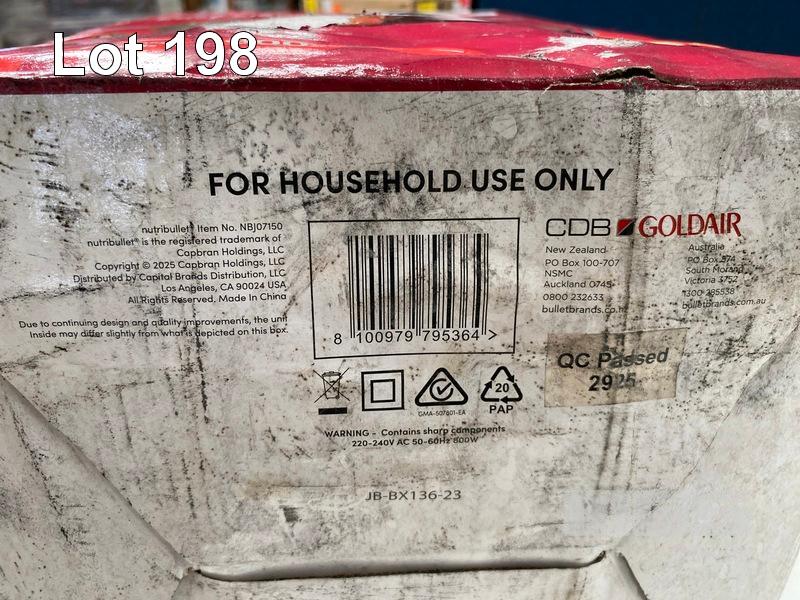 Lot 198
FOR HOUSEHOLD USE ONLY
nutribullet® Item No. NBJ07150
nutribullet® is the registered trademark of
Capbran Holdings, LLC
Copyright © 2025 Capbran Holdings, LLC
Distributed by Capital Brands Distribution, LLC
Los Angeles, CA 90024 USA
All Rights Reserved, Made In China
Due to continuing design and quality improvements, the unit
Inside may differ slightly from what is depicted on this box.
8 100979 795364 >
CDB GOLDAIR
New Zealand
PO Box 100-707
NSMC
Auckland 0745
0800 232633
bulletbrands.co.nz
Australia
PO Box 574
South Morang
Victoria 3752
1300 285538
bulletbrands.com.au
QC Passed
2925
GMA-507601-EA
20
PAP
WARNING - Contains sharp components
220-240V AC 50-60Hz 800W
JB-BX136-23